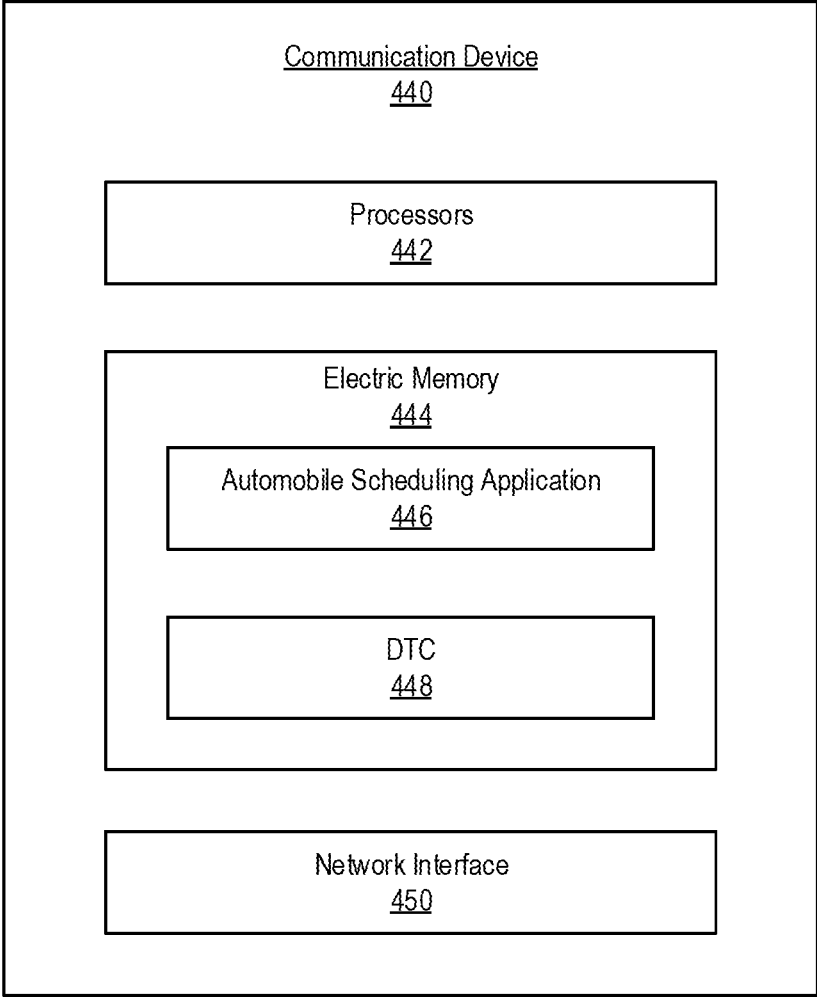 Communication Device
440
Processors
442
Electric Memory
444
Automobile Scheduling Application
446
DTC
448
Network Interface
450